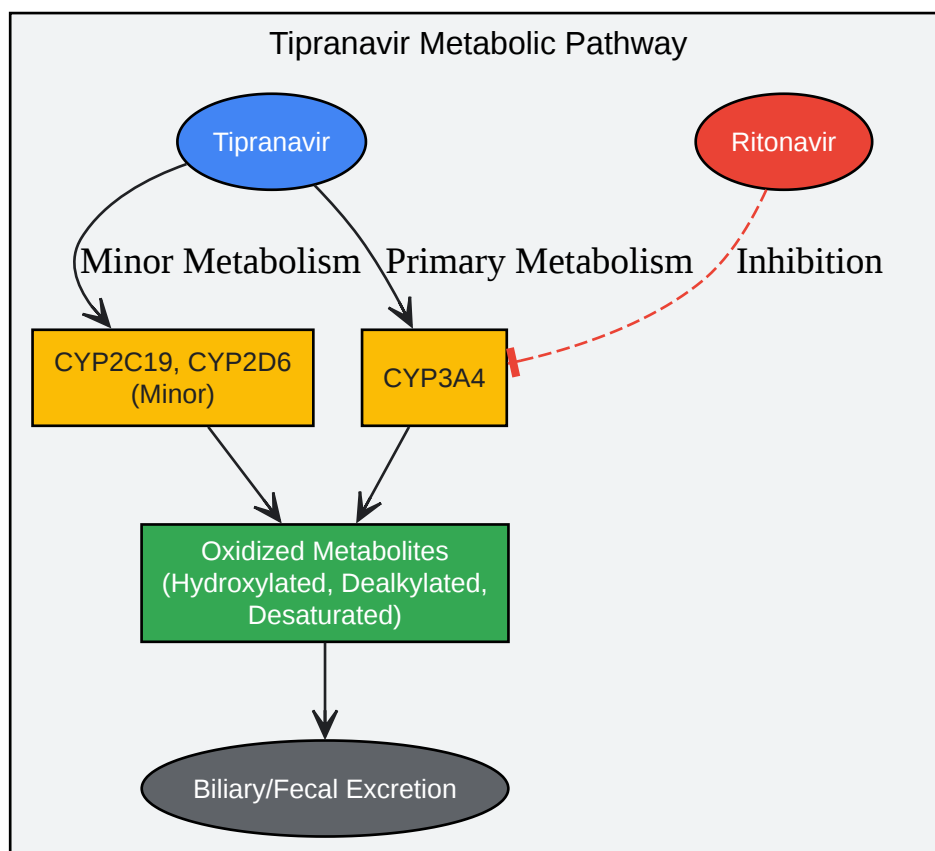 Tipranavir Metabolic Pathway
Tipranavir
Ritonavir
Minor Metabolism
Primary Metabolism
Inhibition
CYP2C19, CYP2D6
(Minor)
CYP3A4
Oxidized Metabolites
(Hydroxylated, Dealkylated,
Desaturated)
Biliary/Fecal Excretion